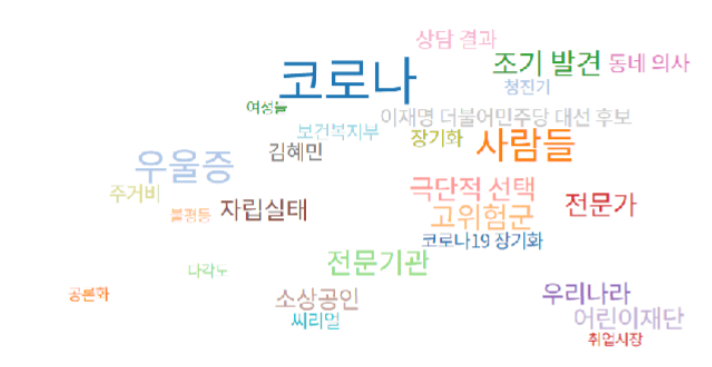 상담 결과
코로나
조기 발견
동네 의사
청진기
여성들
이재명 더불어민주당 대선 후보
보건복지부
장기화
사람들
김혜민
우울증
주거비
극단적 선택
전문가
불평등
자립실태
고위험군
코로나19 장기화
전문기관
나각도
공론화
소상공인
우리나라
씨리얼
어린이재단
취업시장